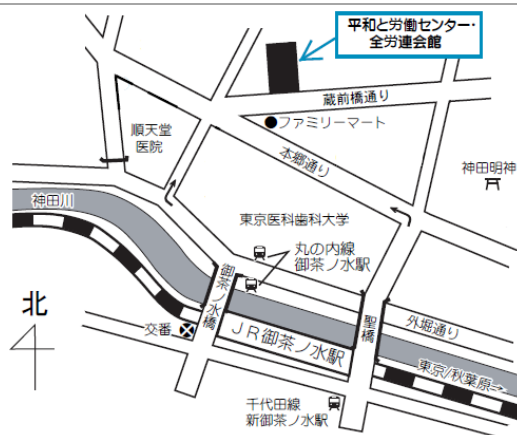 平和と労働センター・
全労連会館
蔵前橋通り
●ファミリーマート
順天堂
医院
本郷通り
神田明神
神田川
東京医科歯科大学
丸の内線
御茶ノ水駅
御茶ノ水橋
北
交番
JR御茶ノ水駅
聖橋
外堀通り
東京/秋葉原→
千代田線
新御茶ノ水駅